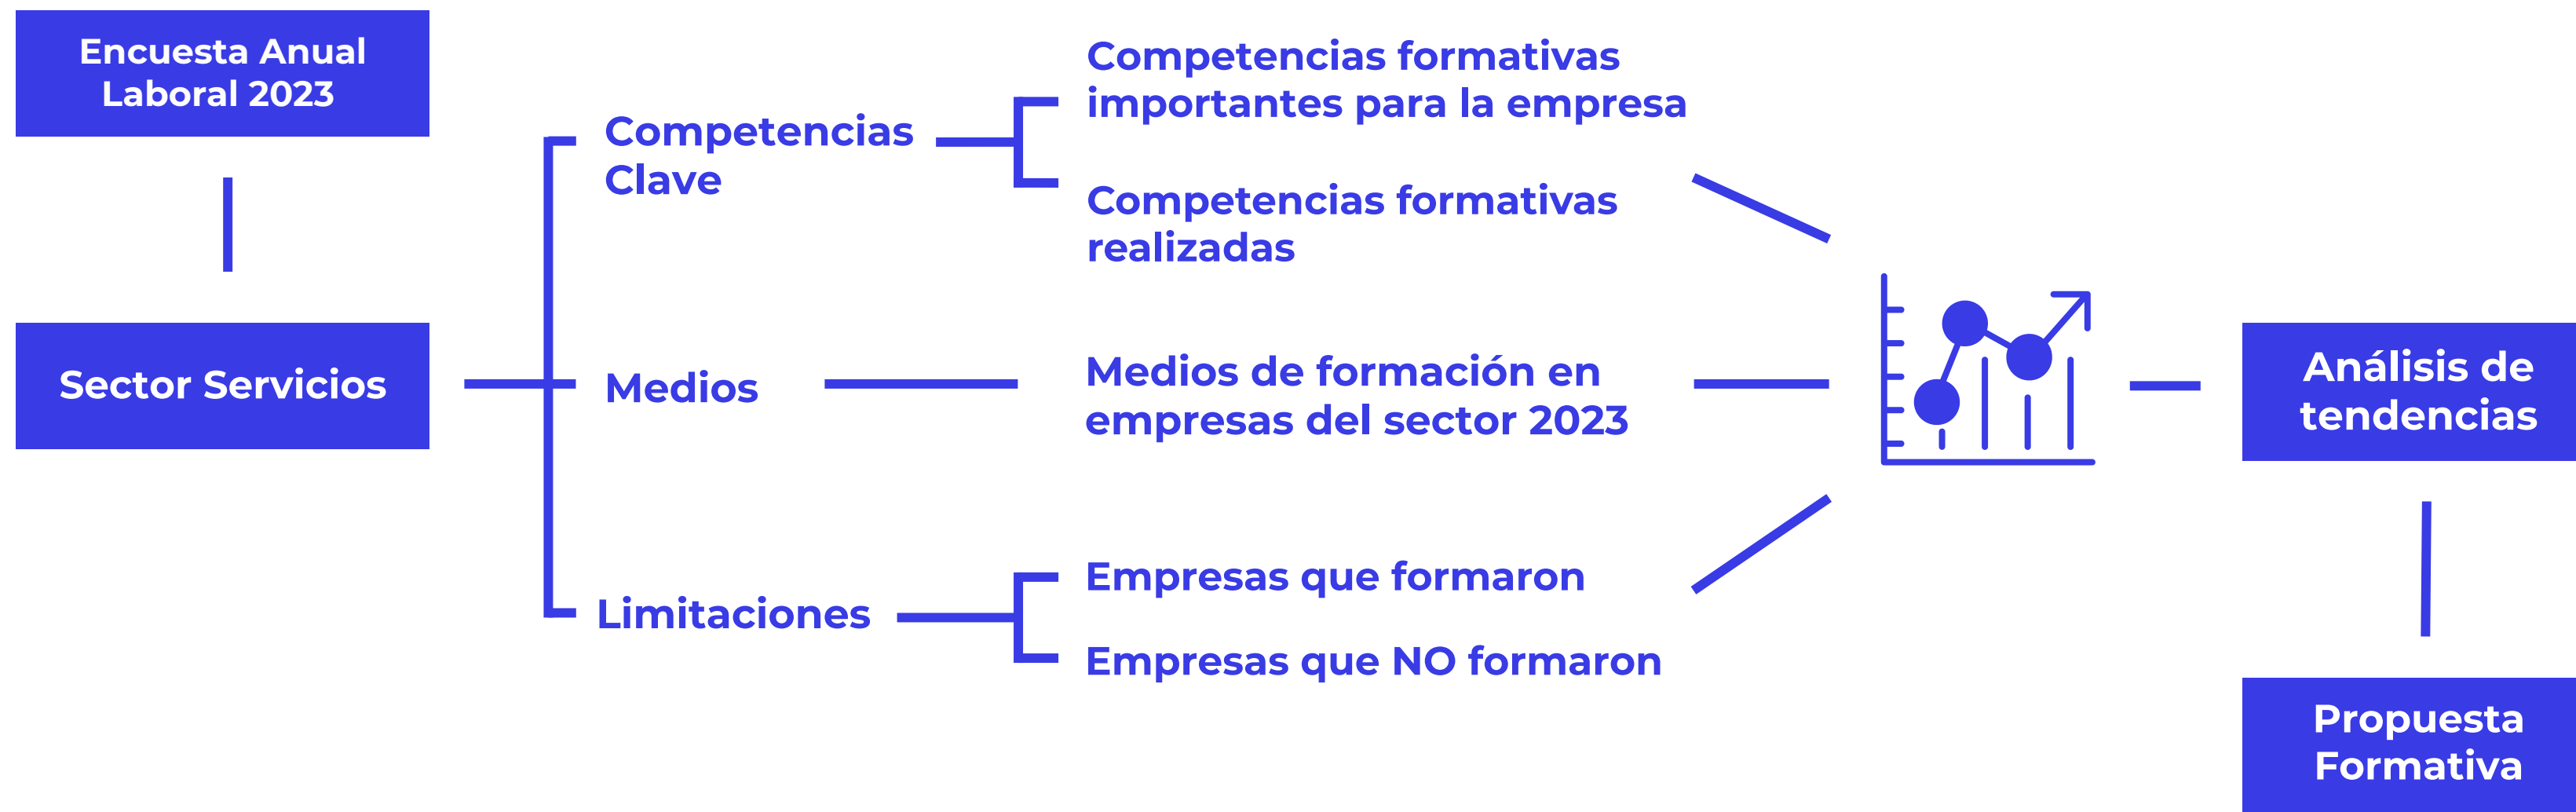 Encuesta Anual
Laboral 2023
Sector Servicios
Competencias
Clave
Competencias formativas
importantes para la empresa
Competencias formativas
realizadas
Medios
Medios de formación en
empresas del sector 2023
Limitaciones
Empresas que formaron
Empresas que NO formaron
Análisis de
tendencias
Propuesta
Formativa